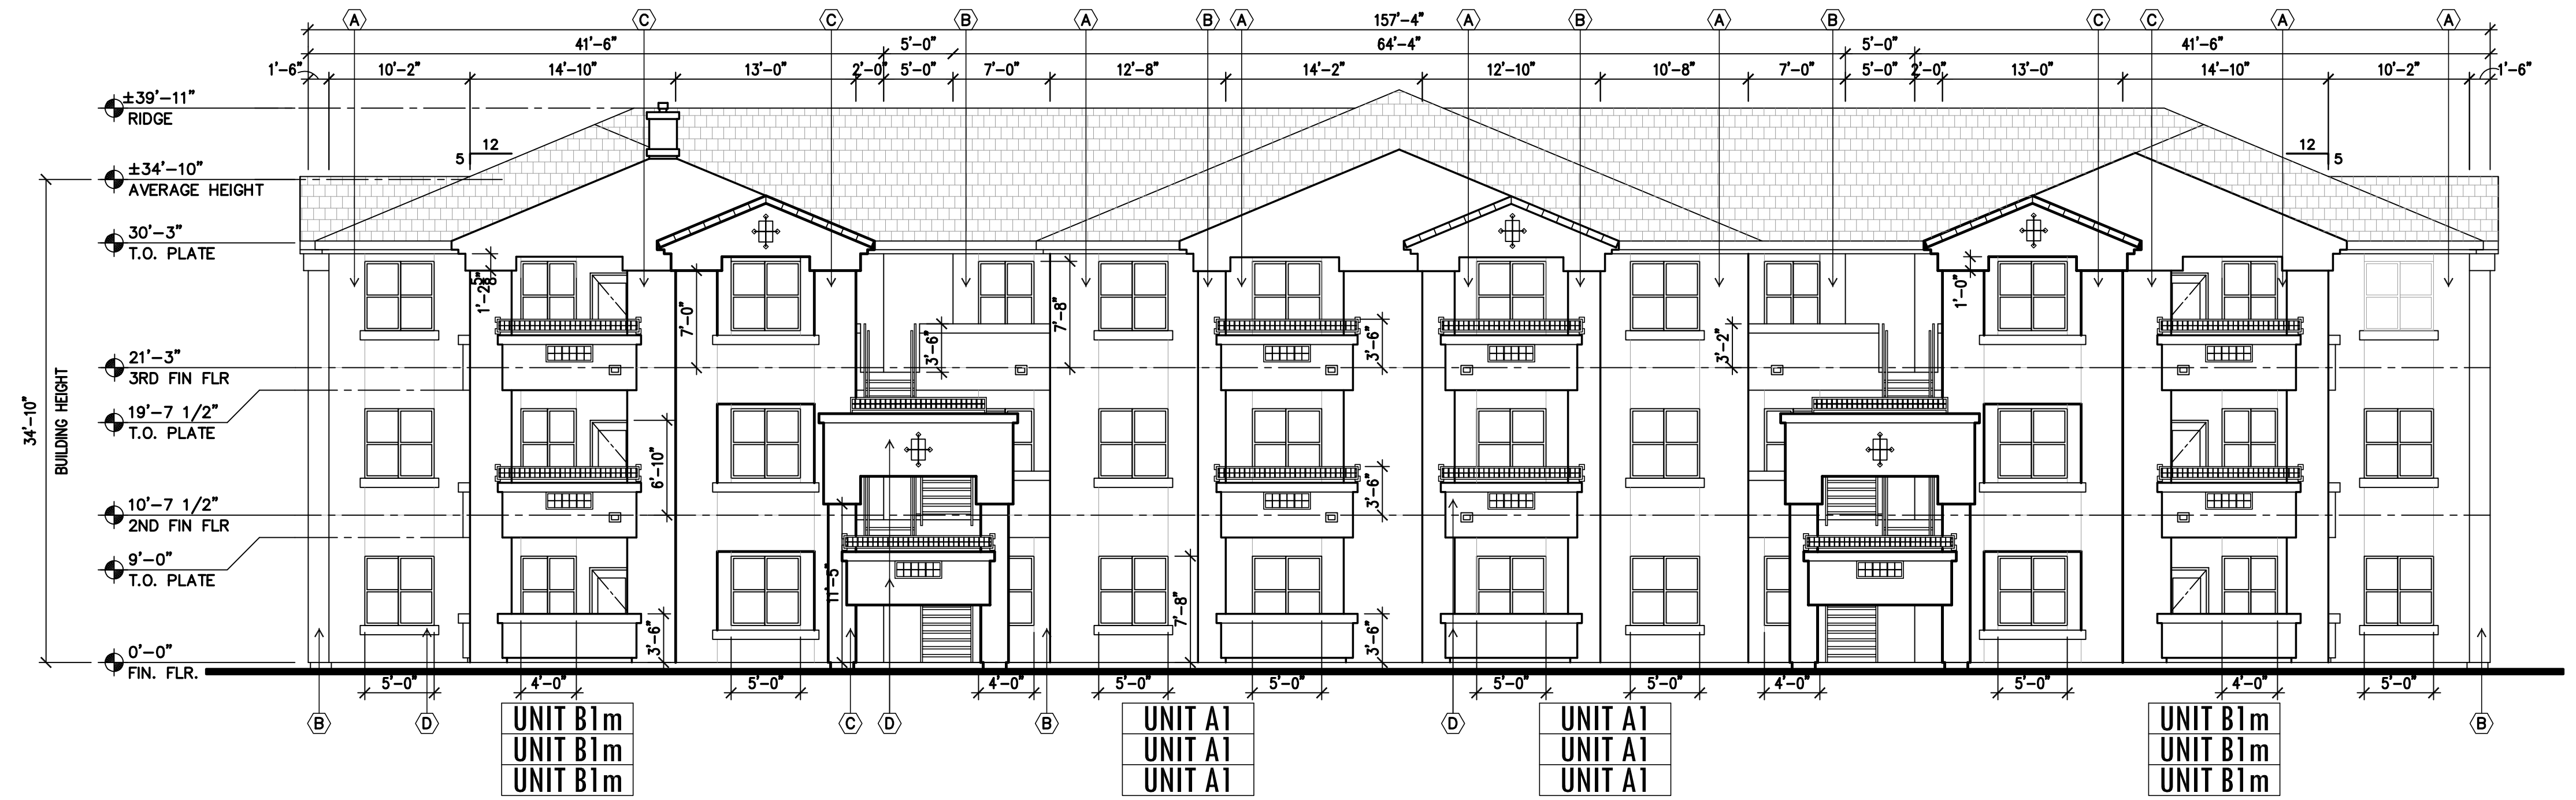 A C C B A B A 157'-4" A B A B C C A A
41'-6" 5'-0" 64'-4" 5'-0" 41'-6"
1'-6" 10'-2" 14'-10" 13'-0" 2'-0" 5'-0" 7'-0" 12'-8" 14'-2" 12'-10" 10'-8" 7'-0" 5'-0" 2'-0" 13'-0" 14'-10" 10'-2" 1'-6"
±39'-11"
RIDGE
12
5
12
5
±34'-10"
AVERAGE HEIGHT
30'-3"
T.O. PLATE
7'-0"
3'-6"
7'-8"
3'-6"
3'-2"
1'-0"
21'-3"
3RD FIN FLR
19'-7 1/2"
T.O. PLATE
34'-10"
BUILDING HEIGHT
6'-10"
3'-6"
10'-7 1/2"
2ND FIN FLR
9'-0"
T.O. PLATE
11'-5"
7'-8"
3'-6"
3'-6"
0'-0"
FIN. FLR.
5'-0" 4'-0" 5'-0" 4'-0" 5'-0" 5'-0" 5'-0" 5'-0" 4'-0" 5'-0" 4'-0" 5'-0"
B D C D B D B
UNIT B1m UNIT A1 UNIT A1 UNIT B1m
UNIT B1m UNIT A1 UNIT A1 UNIT B1m
UNIT B1m UNIT A1 UNIT A1 UNIT B1m